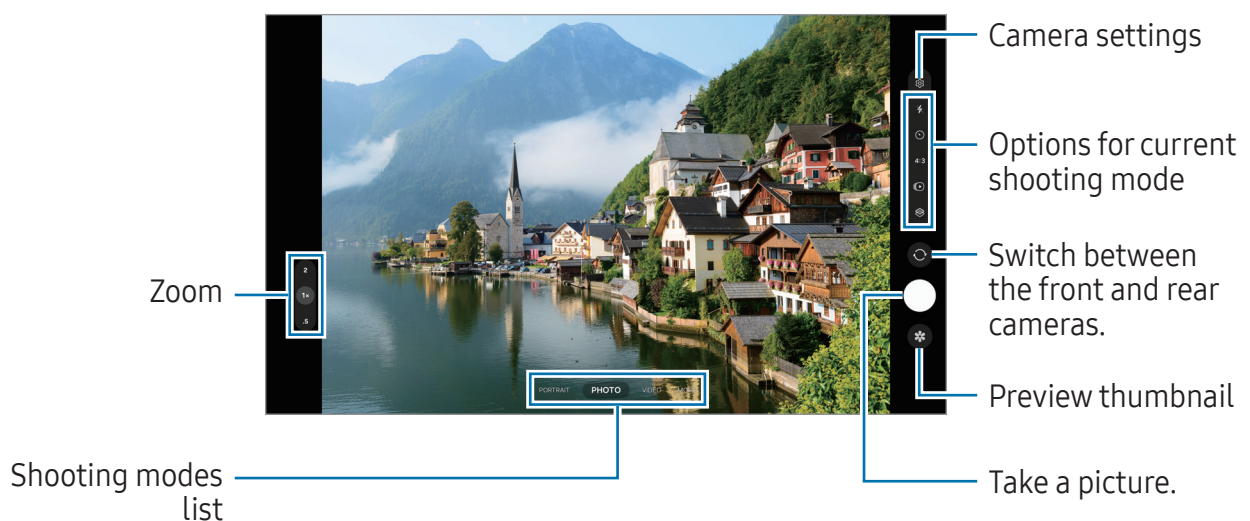 Camera settings
Options for current
shooting mode
4:3
Switch between
the front and rear
cameras.
Zoom
2
1×
.5
PORTRAIT PHOTO VIDEO
Preview thumbnail
Shooting modes
list
Take a picture.